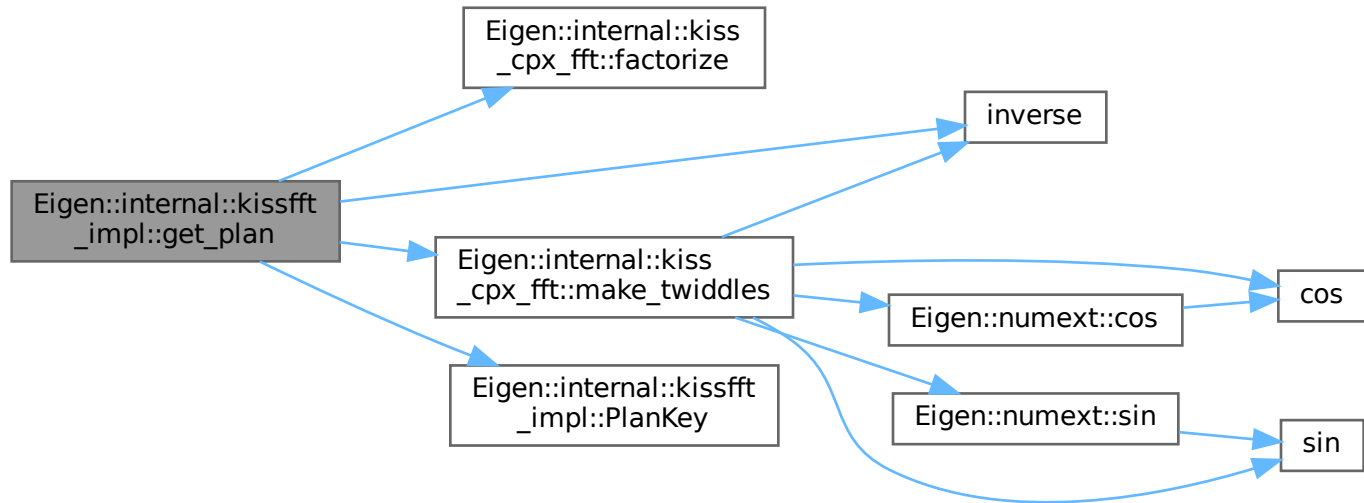 Eigen::internal::kiss
_cpx_fft::factorize
inverse
Eigen::internal::kissfft
_impl::get_plan
Eigen::internal::kiss
_cpx_fft::make_twiddles
cos
Eigen::numext::cos
Eigen::internal::kissfft
_impl::PlanKey
Eigen::numext::sin
sin